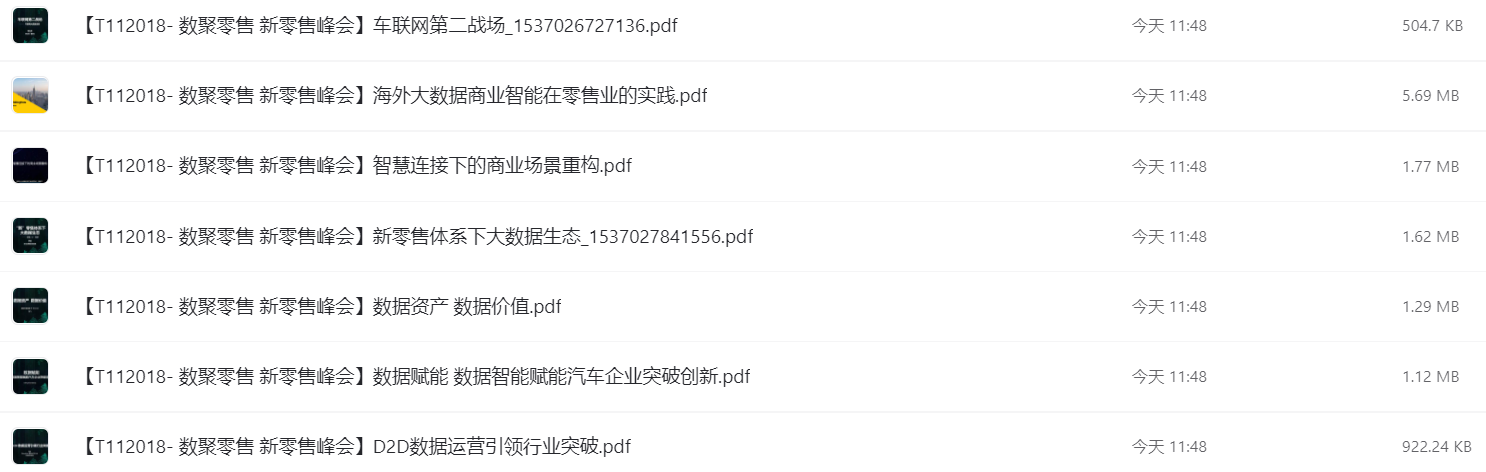 【T112018- 数聚零售 新零售峰会】车联网第二战场_1537026727136.pdf 今天 11:48 504.7 KB
【T112018- 数聚零售 新零售峰会】海外大数据商业智能在零售业的实践.pdf 今天 11:48 5.69 MB
【T112018- 数聚零售 新零售峰会】智慧连接下的商业场景重构.pdf 今天 11:48 1.77 MB
【T112018- 数聚零售 新零售峰会】新零售体系下大数据生态_1537027841556.pdf 今天 11:48 1.62 MB
【T112018- 数聚零售 新零售峰会】数据资产 数据价值.pdf 今天 11:48 1.29 MB
【T112018- 数聚零售 新零售峰会】数据赋能 数据智能赋能汽车企业突破创新.pdf 今天 11:48 1.12 MB
【T112018- 数聚零售 新零售峰会】D2D数据运营引领行业突破.pdf 今天 11:48 922.24 KB